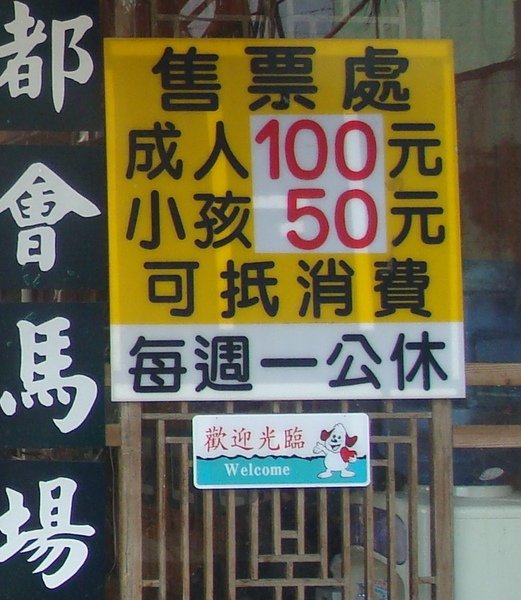 都會馬場
售票處
成人100元
小孩50元
可抵消費
每週一公休
歡迎光臨
Welcome